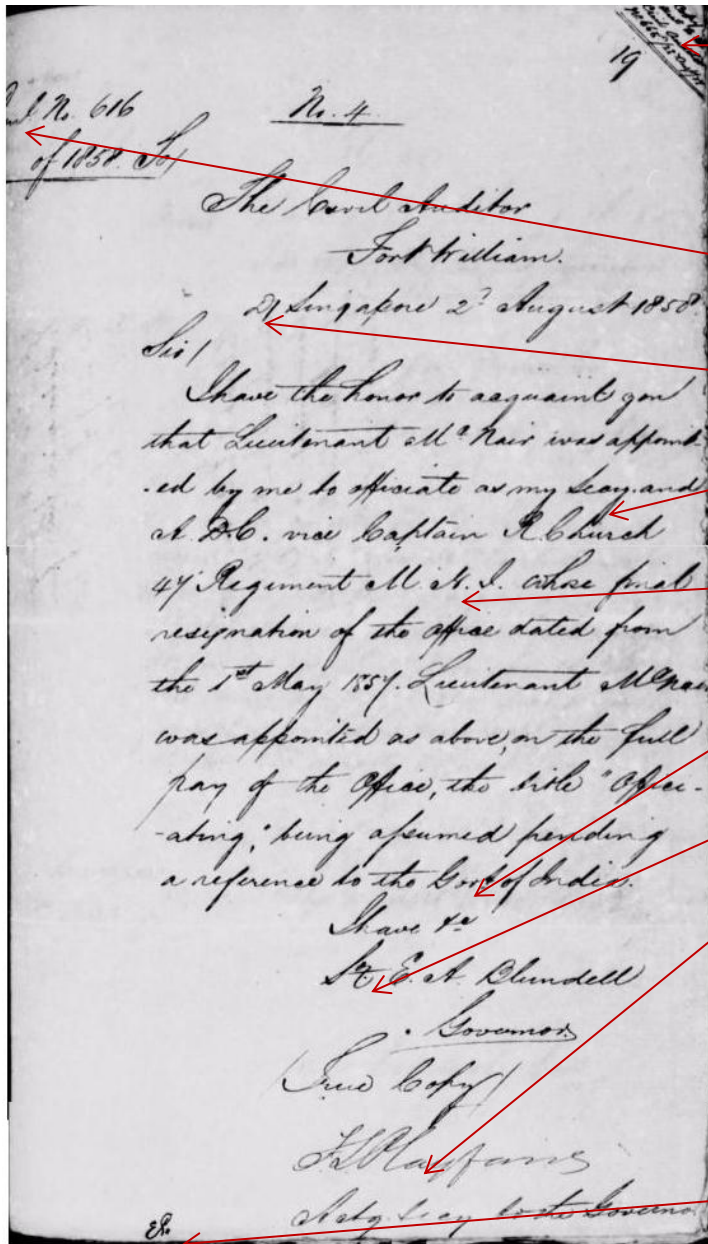 19
No. 616
No. 4
of 1858. To/
The Civil Auditor
Fort William.
Dd/ Singapore 2d August 1858.
Sir/
I have the honor to acquaint you
that Lieutenant McNair was appoint-
-ed by me to officiate as my Secy. and
A. D. C. vice Captain R. Church
47 Regiment M. N. I. whose final
resignation of the office dated from
the 1st May 1857. Lieutenant McNair
was appointed as above, on the full
pay of the Office, the title "Offici-
-ating," being assumed pending
a reference to the Govt. of India.
I have &c
Sd. E. A. Blundell
Governor
/True Copy/
Actg. Secy to the Governor